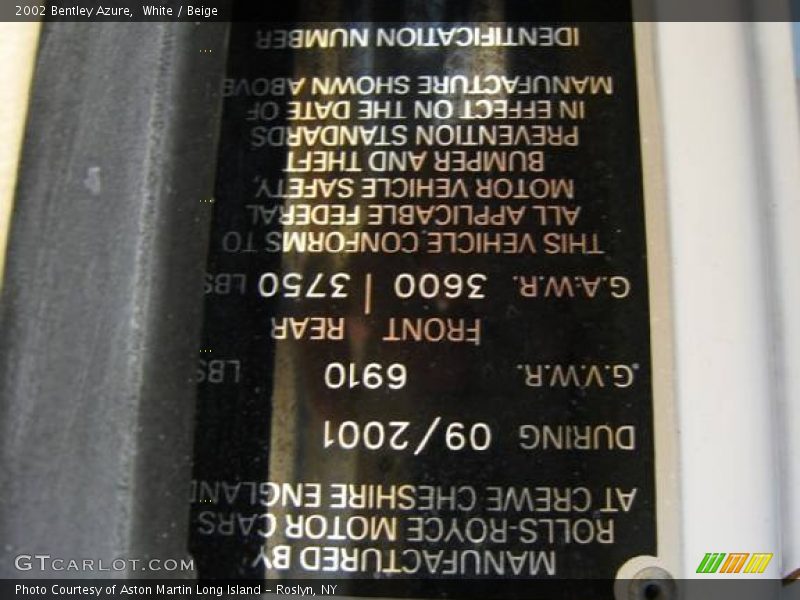 2002 Bentley Azure, White / Beige
MANUFACTURED BY
ROLLS-ROYCE MOTOR CARS
AT CREWE CHESHIRE ENGLAND
DURING 09/2001
G.V.W.R. 6910 LBS
FRONT REAR
G.A.W.R. 3600 | 3750 LBS
THIS VEHICLE CONFORMS TO
ALL APPLICABLE FEDERAL
MOTOR VEHICLE SAFETY,
BUMPER AND THEFT
PREVENTION STANDARDS
IN EFFECT ON THE DATE OF
MANUFACTURE SHOWN ABOVE
IDENTIFICATION NUMBER
GTCARLOT.COM
Photo Courtesy of Aston Martin Long Island - Roslyn, NY